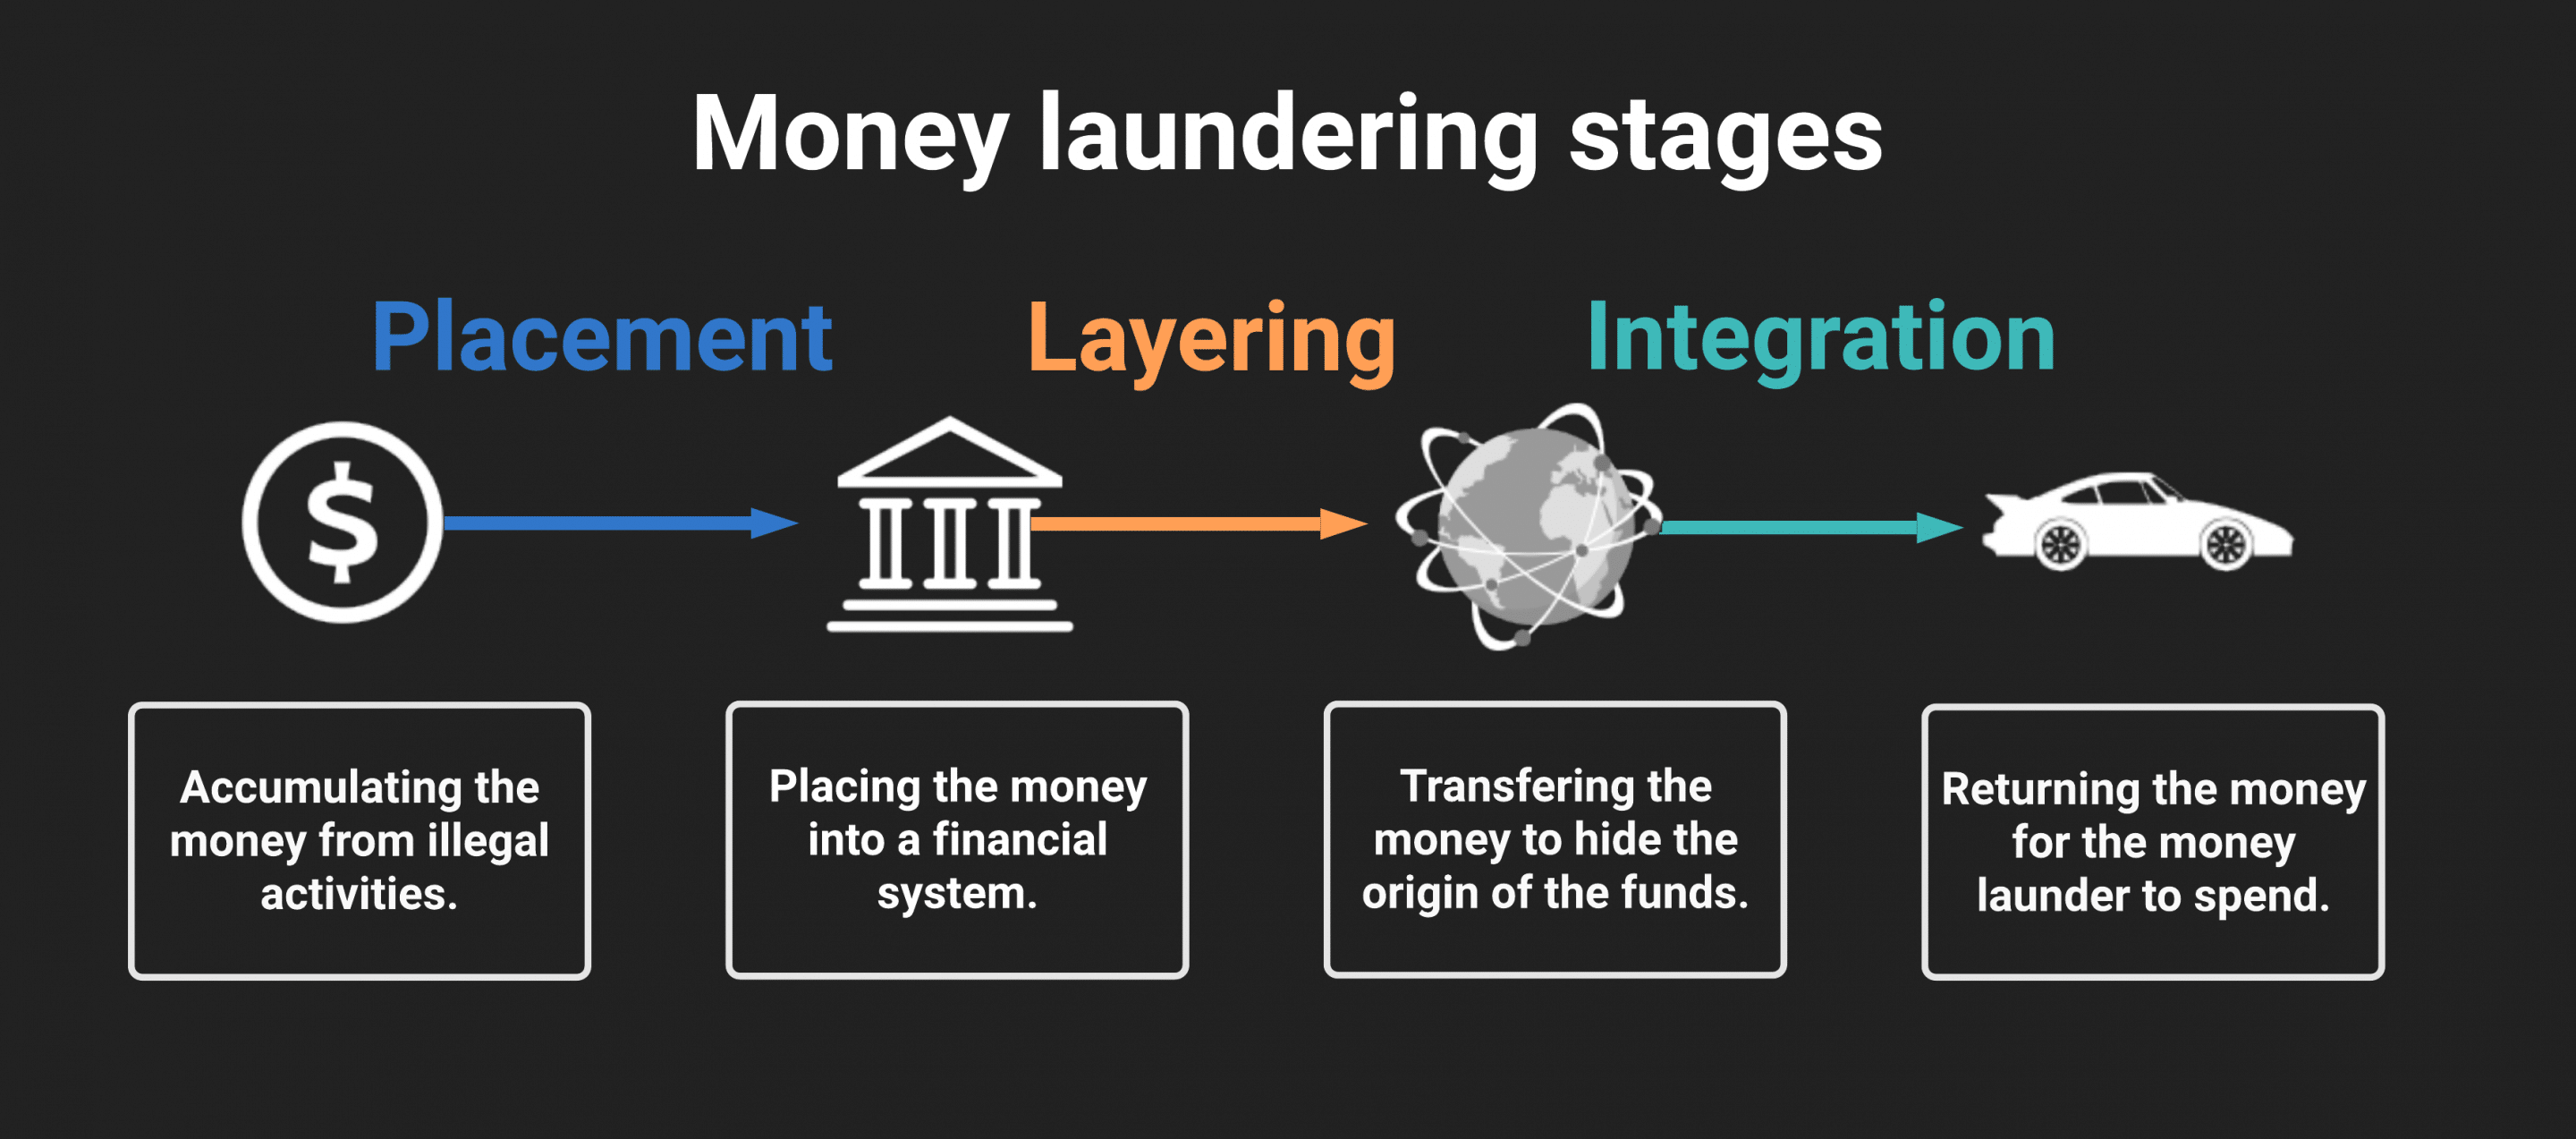 Money laundering stages
Placement
Layering
Integration
$
Accumulating the
money from illegal
activities.
Placing the money
into a financial
system.
Transfering the
money to hide the
origin of the funds.
Returning the money
for the money
launder to spend.